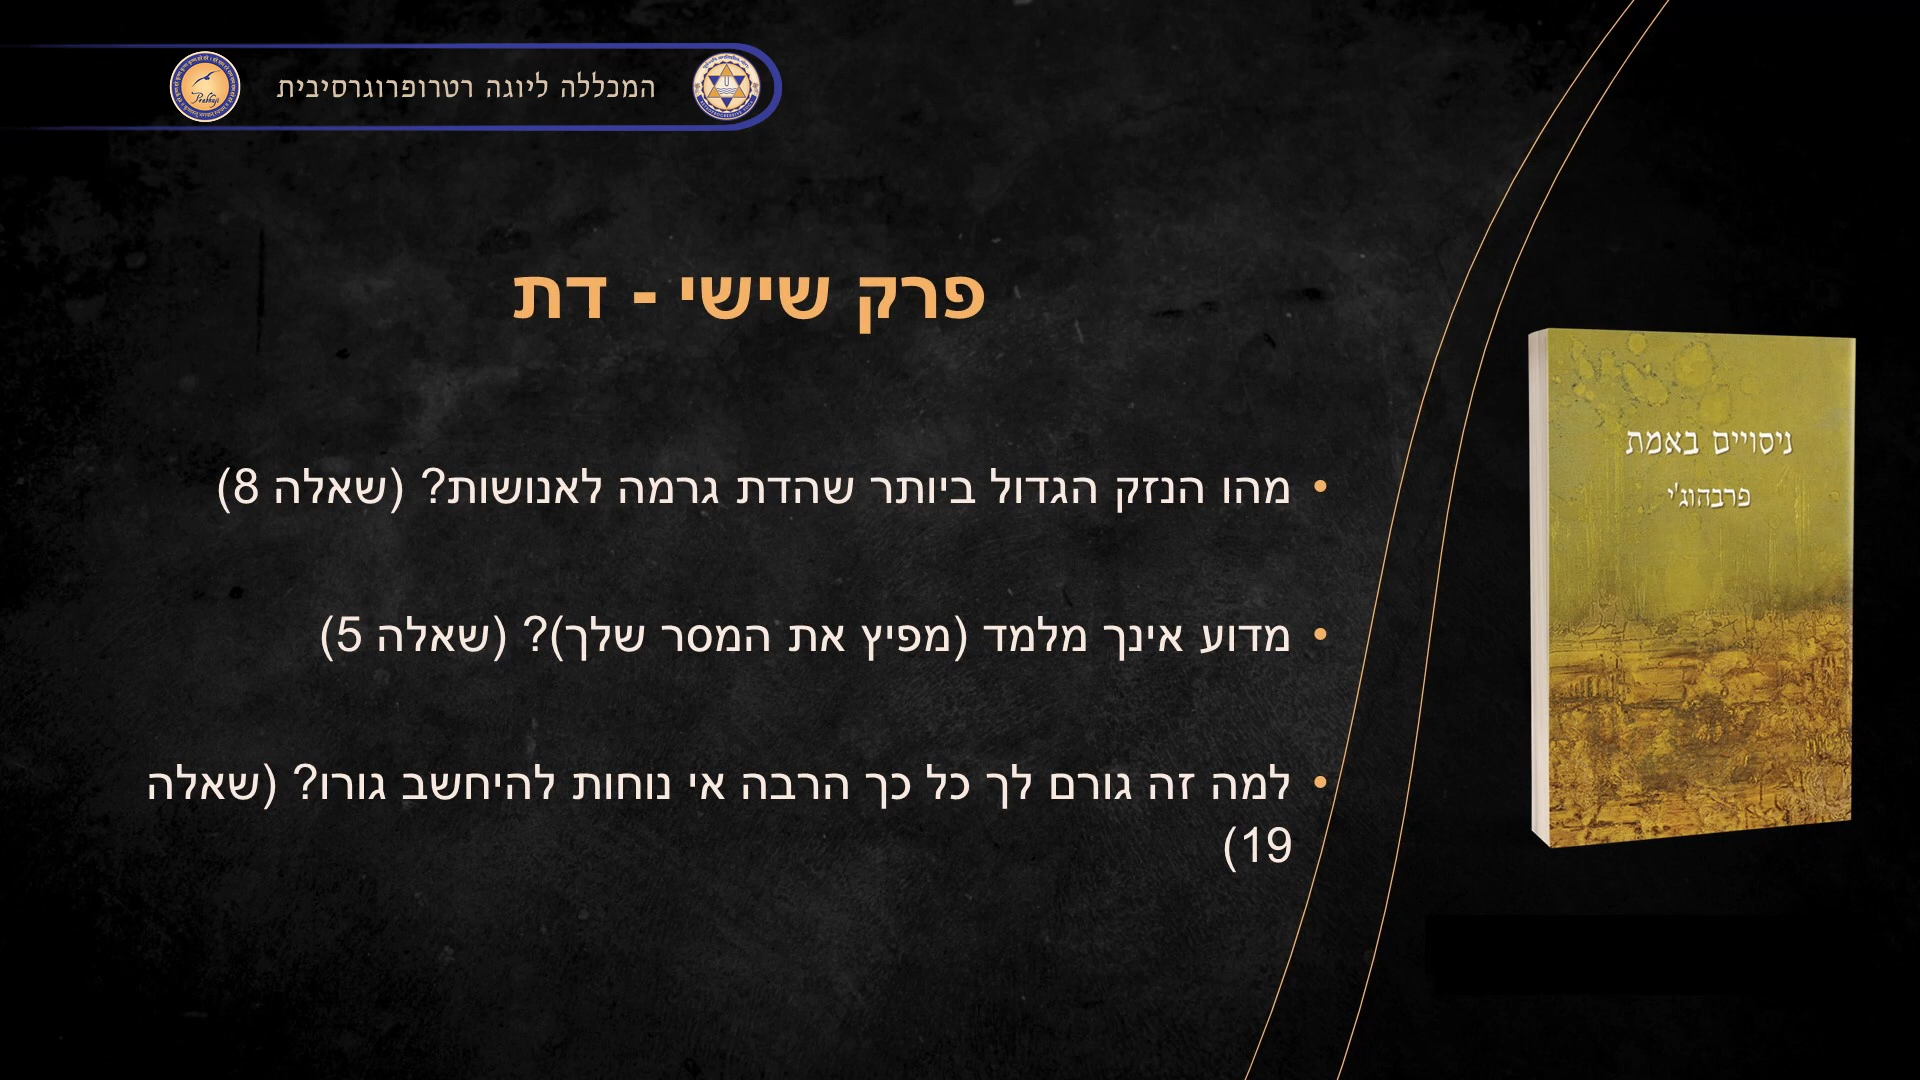 המכללה ליוגה רטרופרוגרסיבית
Prabhuji
פרק שישי - דת
• מהו הנזק הגדול ביותר שהדת גרמה לאנושות? (שאלה 8)
• מדוע אינך מלמד (מפיץ את המסר שלך)? (שאלה 5)
• למה זה גורם לך כל כך הרבה אי נוחות להיחשב גורו? (שאלה
19)
ניסויים באמת
פרבהוג'י